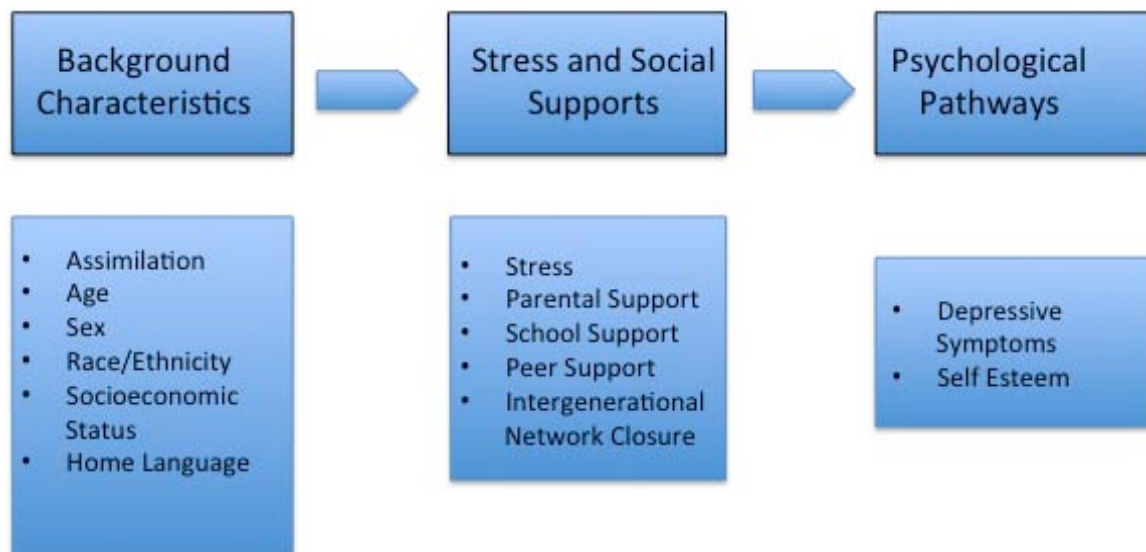 Background
Characteristics
Stress and Social
Supports
Psychological
Pathways
• Assimilation
• Age
• Sex
• Race/Ethnicity
• Socioeconomic
Status
• Home Language
• Stress
• Parental Support
• School Support
• Peer Support
• Intergenerational
Network Closure
• Depressive
Symptoms
• Self Esteem